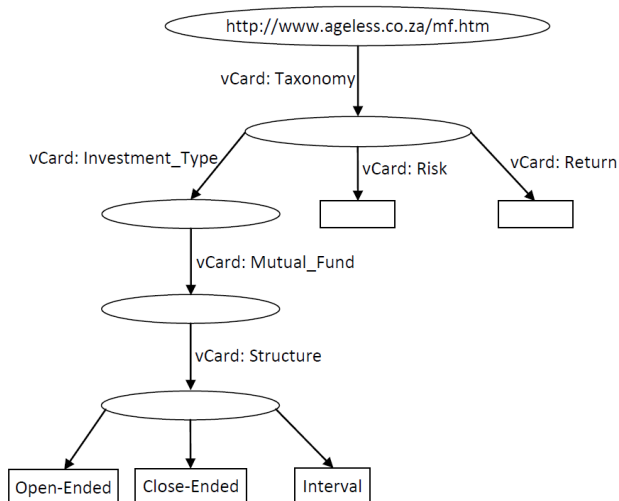 http://www.ageless.co.za/mf.htm
vCard: Taxonomy
vCard: Investment_Type
vCard: Risk
vCard: Return
vCard: Mutual_Fund
vCard: Structure
Open-Ended
Close-Ended
Interval